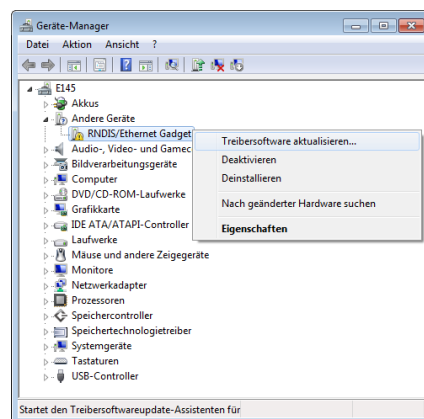 Geräte-Manager
Datei Aktion Ansicht ?
E145
Akkus
Andere Geräte
RNDIS/Ethernet Gadget
Treibersoftware aktualisieren...
Audio-, Video- und Gamec
Deaktivieren
Bildverarbeitungsgeräte
Deinstallieren
Computer
DVD/CD-ROM-Laufwerke
Nach geänderter Hardware suchen
Grafikkarte
IDE ATA/ATAPI-Controller
Eigenschaften
Laufwerke
Mäuse und andere Zeigegeräte
Monitore
Netzwerkadapter
Prozessoren
Speichercontroller
Speichertechnologietreiber
Systemgeräte
Tastaturen
USB-Controller
Startet den Treibersoftwareupdate-Assistenten für